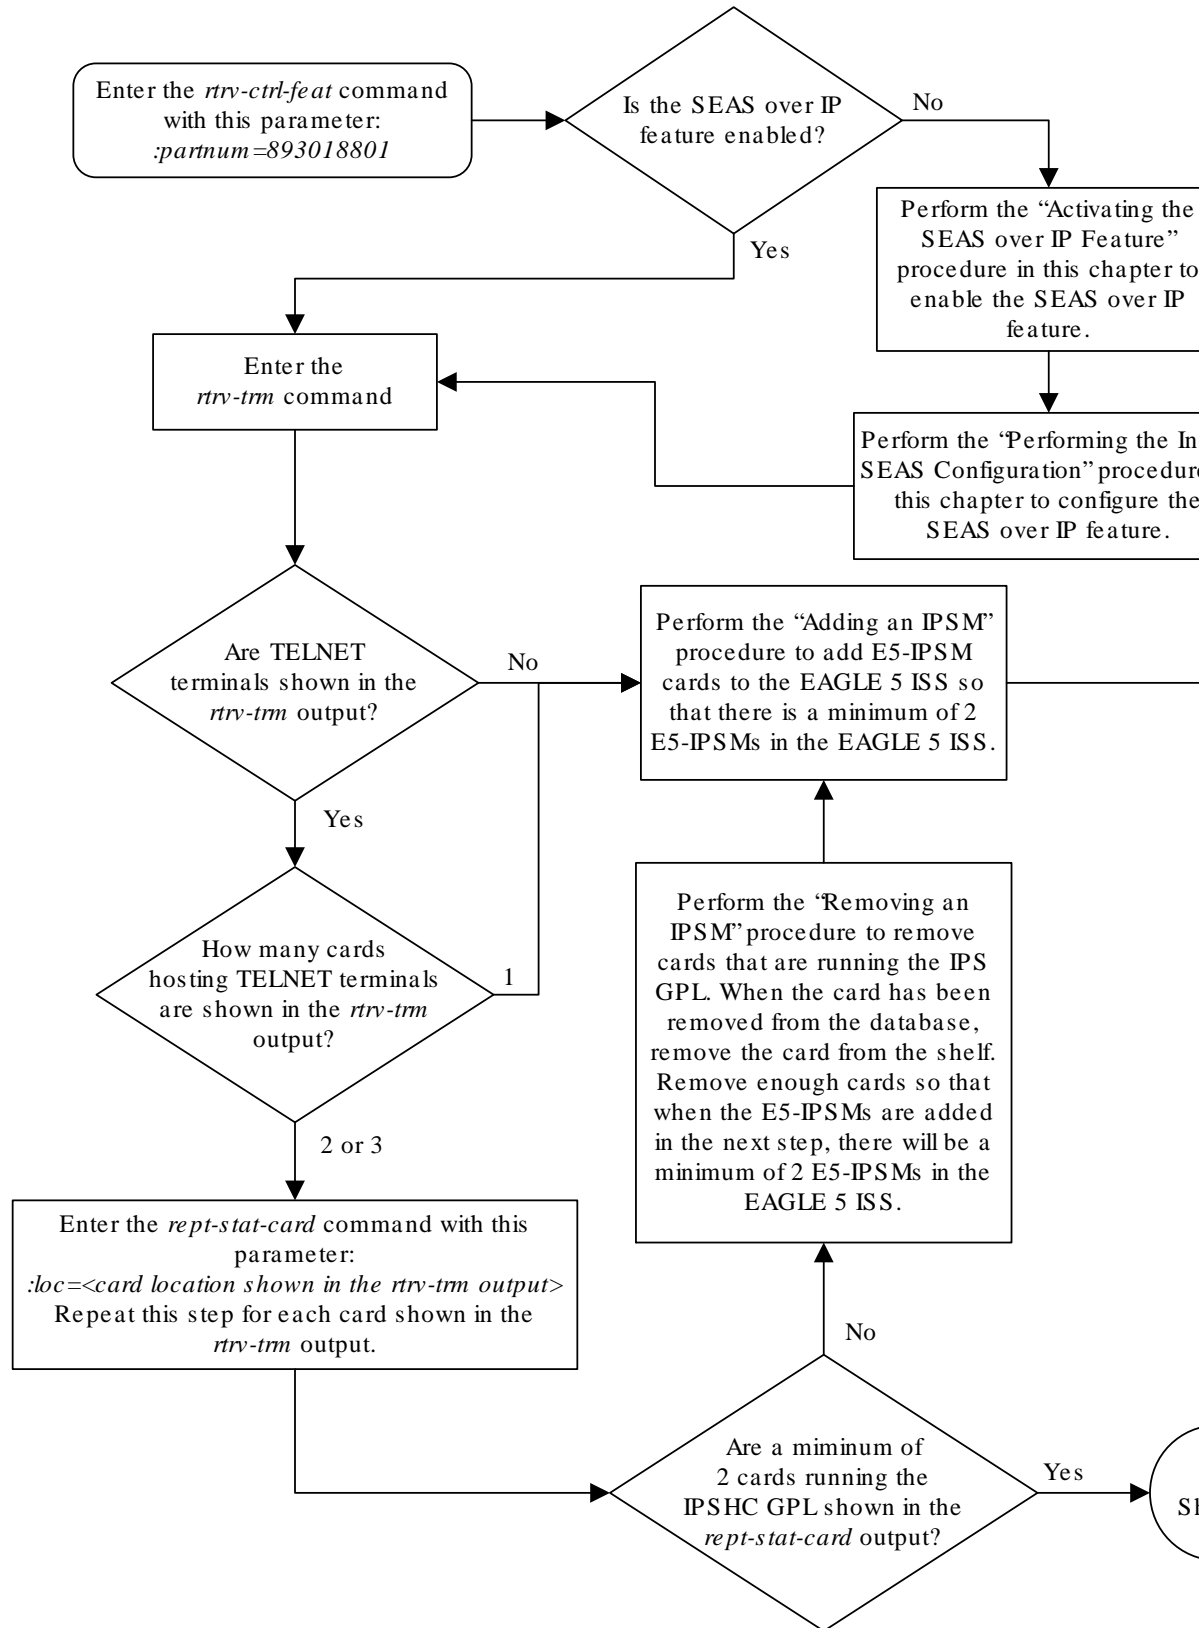 Enter the rtrv-ctrl-feat command
with this parameter:
:partnum=893018801
Is the SEAS over IP
feature enabled?
No
Yes
Perform the “Activating the
SEAS over IP Feature”
procedure in this chapter to
enable the SEAS over IP
feature.
Enter the
rtrv-trm command
Perform the “Performing the In
SEAS Configuration” procedure
this chapter to configure the
SEAS over IP feature.
Are TELNET
terminals shown in the
rtrv-trm output?
No
Yes
Perform the “Adding an IPSM”
procedure to add E5-IPSM
cards to the EAGLE 5 ISS so
that there is a minimum of 2
E5-IPSMs in the EAGLE 5 ISS.
How many cards
hosting TELNET terminals
are shown in the rtrv-trm
output?
1
2 or 3
Perform the “Removing an
IPSM” procedure to remove
cards that are running the IPS
GPL. When the card has been
removed from the database,
remove the card from the shelf.
Remove enough cards so that
when the E5-IPSMs are added
in the next step, there will be a
minimum of 2 E5-IPSMs in the
EAGLE 5 ISS.
Enter the rept-stat-card command with this
parameter:
:loc=<card location shown in the rtrv-trm output>
Repeat this step for each card shown in the
rtrv-trm output.
No
Are a miminum of
2 cards running the
IPSHC GPL shown in the
rept-stat-card output?
Yes
Sh